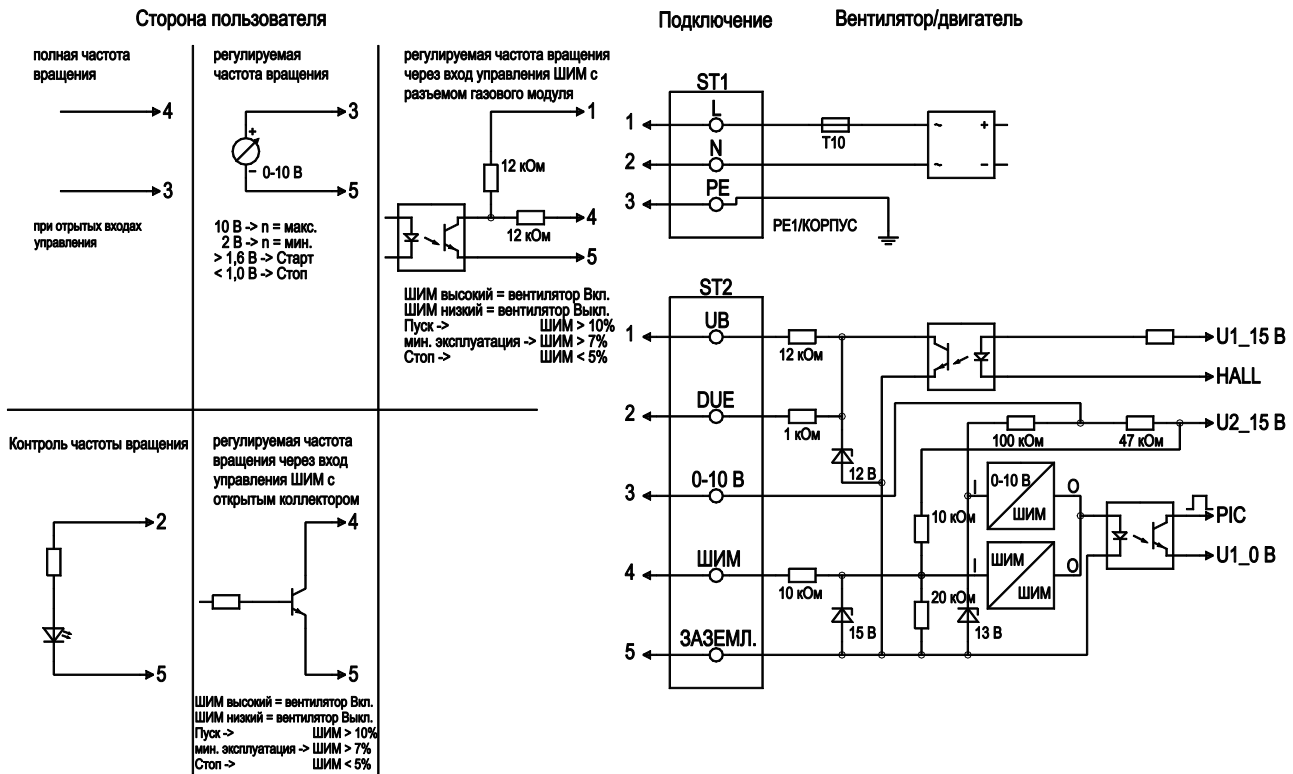 Сторона пользователя
Подключение
Вентилятор/двигатель
полная частота
вращения
4
3
при отрытых входах
управления
регулируемая
частота вращения
3
+
– 0-10 В
5
10 В -> n = макс.
2 В -> n = мин.
> 1,6 В -> Старт
< 1,0 В -> Стоп
регулируемая частота вращения
через вход управления ШИМ с
разъемом газового модуля
1
12 кОм
4
12 кОм
5
ШИМ высокий = вентилятор Вкл.
ШИМ низкий = вентилятор Выкл.
Пуск -> ШИМ > 10%
мин. эксплуатация -> ШИМ > 7%
Стоп -> ШИМ < 5%
Контроль частоты вращения
2
5
регулируемая частота
вращения через вход
управления ШИМ с
открытым коллектором
4
5
ШИМ высокий = вентилятор Вкл.
ШИМ низкий = вентилятор Выкл.
Пуск -> ШИМ > 10%
мин. эксплуатация -> ШИМ > 7%
Стоп -> ШИМ < 5%
ST1
1 L
T10
~ +
2 N
~ –
3 PE
PE1/КОРПУС
ST2
1 UB
12 кОм
U1_15 В
HALL
2 DUE
1 кОм
100 кОм
47 кОм
U2_15 В
12 В
3 0-10 В
I 0-10 В
ШИМ O
10 кОм
PIC
U1_0 В
4 ШИМ
10 кОм
I ШИМ
ШИМ O
20 кОм
15 В
13 В
5 ЗАЗЕМЛ.